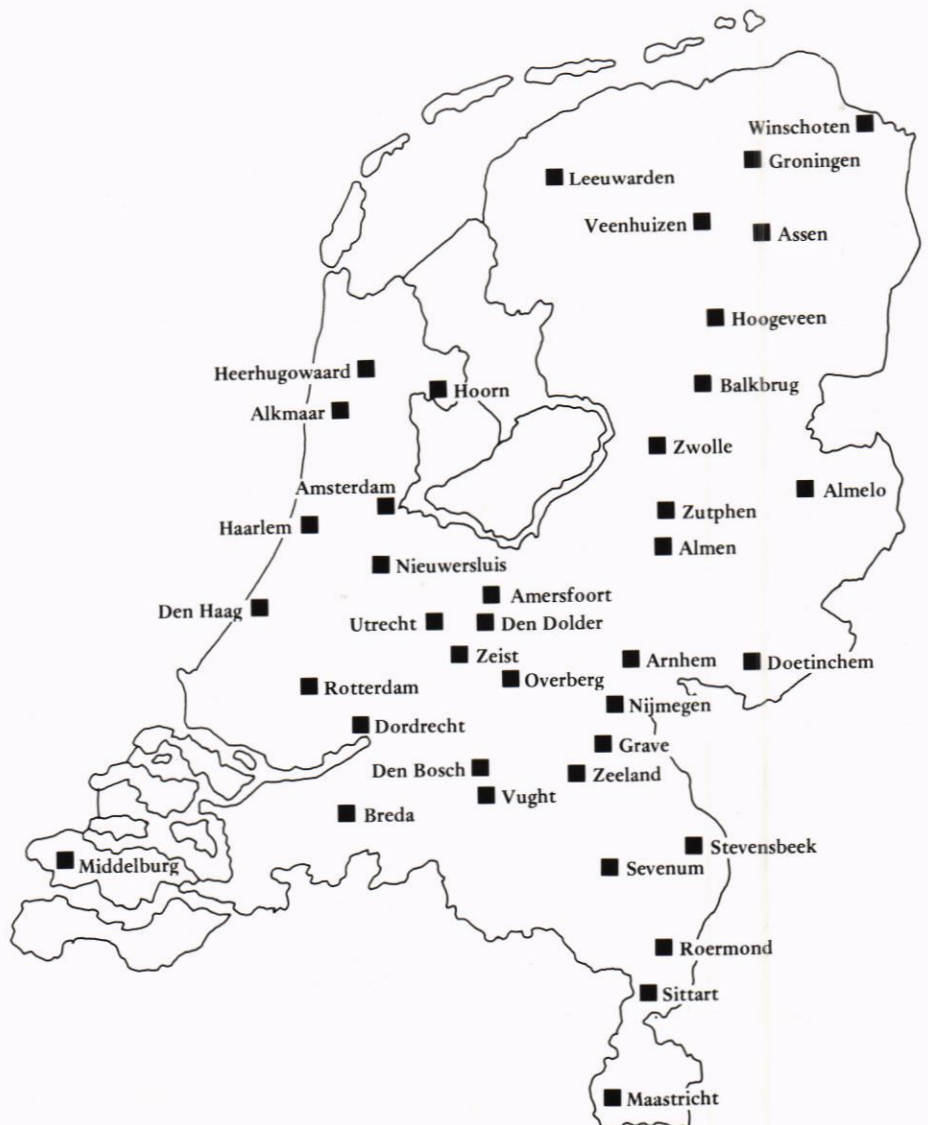 Winschoten
Groningen
Leeuwarden
Veenhuizen
Assen
Hoogeveen
Heerhugowaard
Balkbrug
Hoorn
Alkmaar
Zwolle
Amsterdam
Almelo
Zutphen
Haarlem
Almen
Nieuwersluis
Amersfoort
Den Haag
Utrecht
Den Dolder
Zeist
Arnhem
Doetinchem
Overberg
Rotterdam
Nijmegen
Dordrecht
Grave
Den Bosch
Zeeland
Vught
Breda
Stevensbeek
Middelburg
Sevenum
Roermond
Sittart
Maastricht